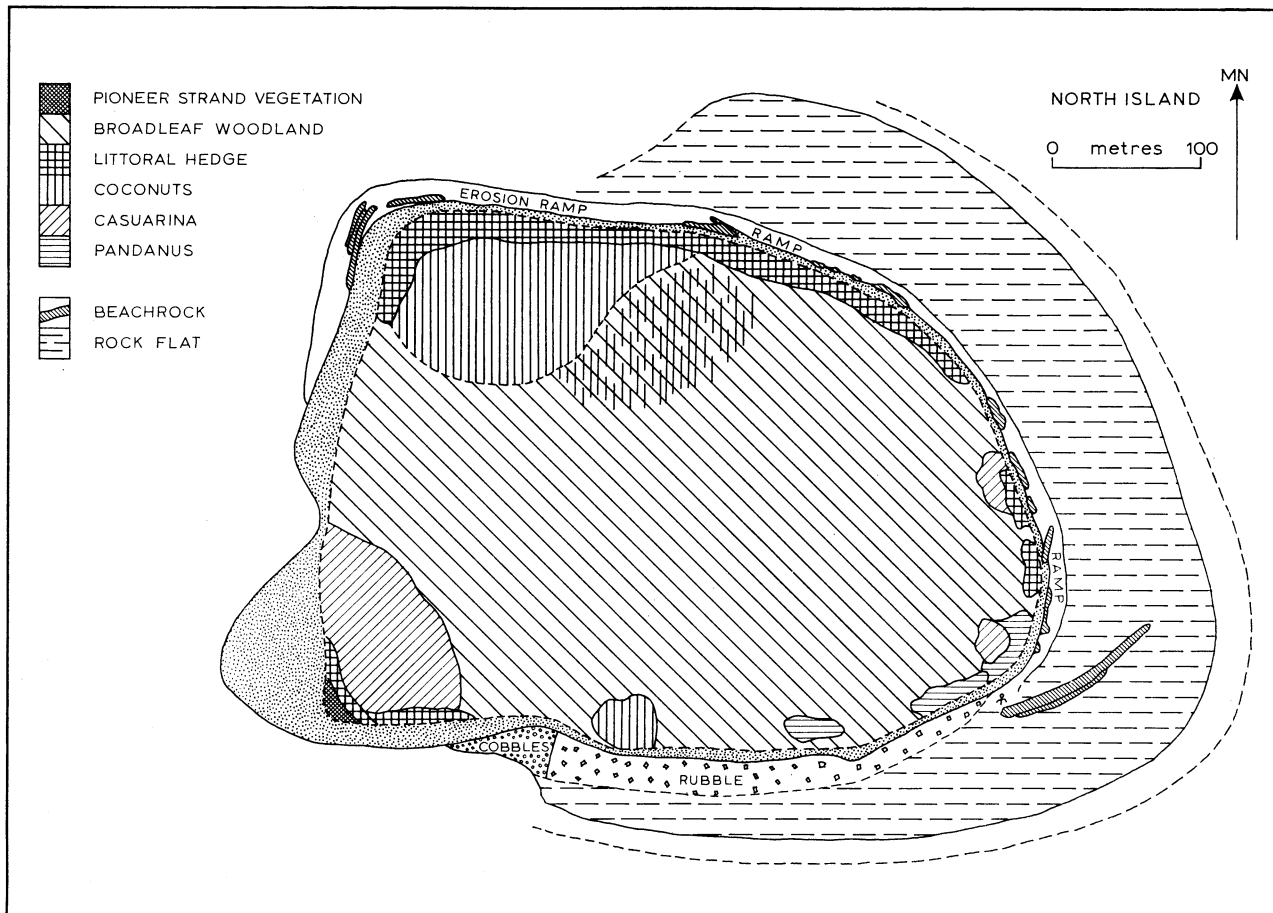 PIONEER STRAND VEGETATION
BROADLEAF WOODLAND
LITTORAL HEDGE
COCONUTS
CASUARINA
PANDANUS
BEACHROCK
ROCK FLAT
MN
NORTH ISLAND
0 metres 100
EROSION RAMP
RAMP
RAMP
COBBLES
RUBBLE